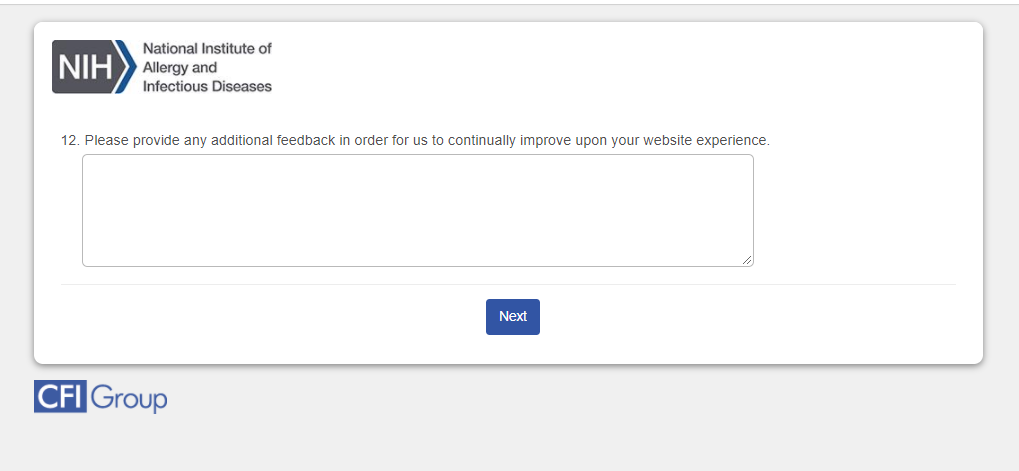 NIH
National Institute of
Allergy and
Infectious Diseases
12. Please provide any additional feedback in order for us to continually improve upon your website experience.
Next
CFI Group